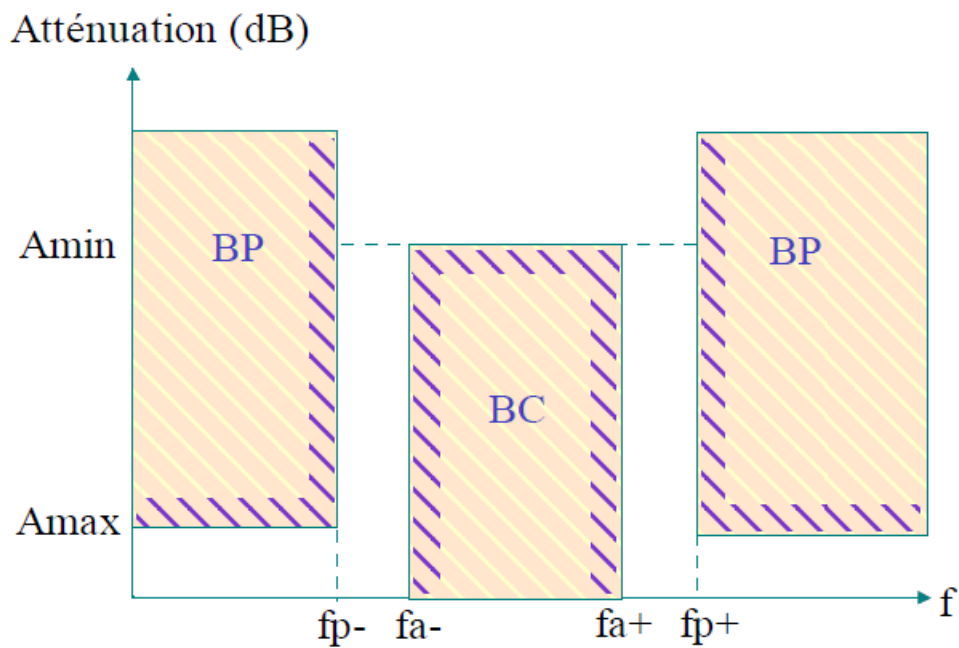 Atténuation (dB)
Amin
BP
BP
BC
Amax
f
fp-
fa-
fa+
fp+